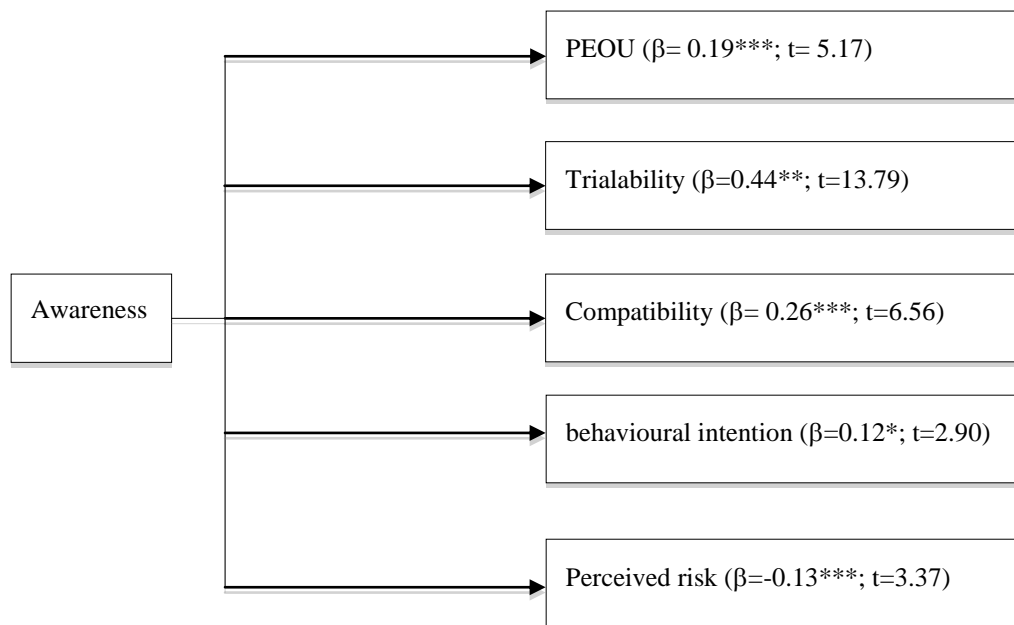 PEOU (β= 0.19***; t= 5.17)
Trialability (β=0.44**; t=13.79)
Awareness
Compatibility (β= 0.26***; t=6.56)
behavioural intention (β=0.12*; t=2.90)
Perceived risk (β=-0.13***; t=3.37)